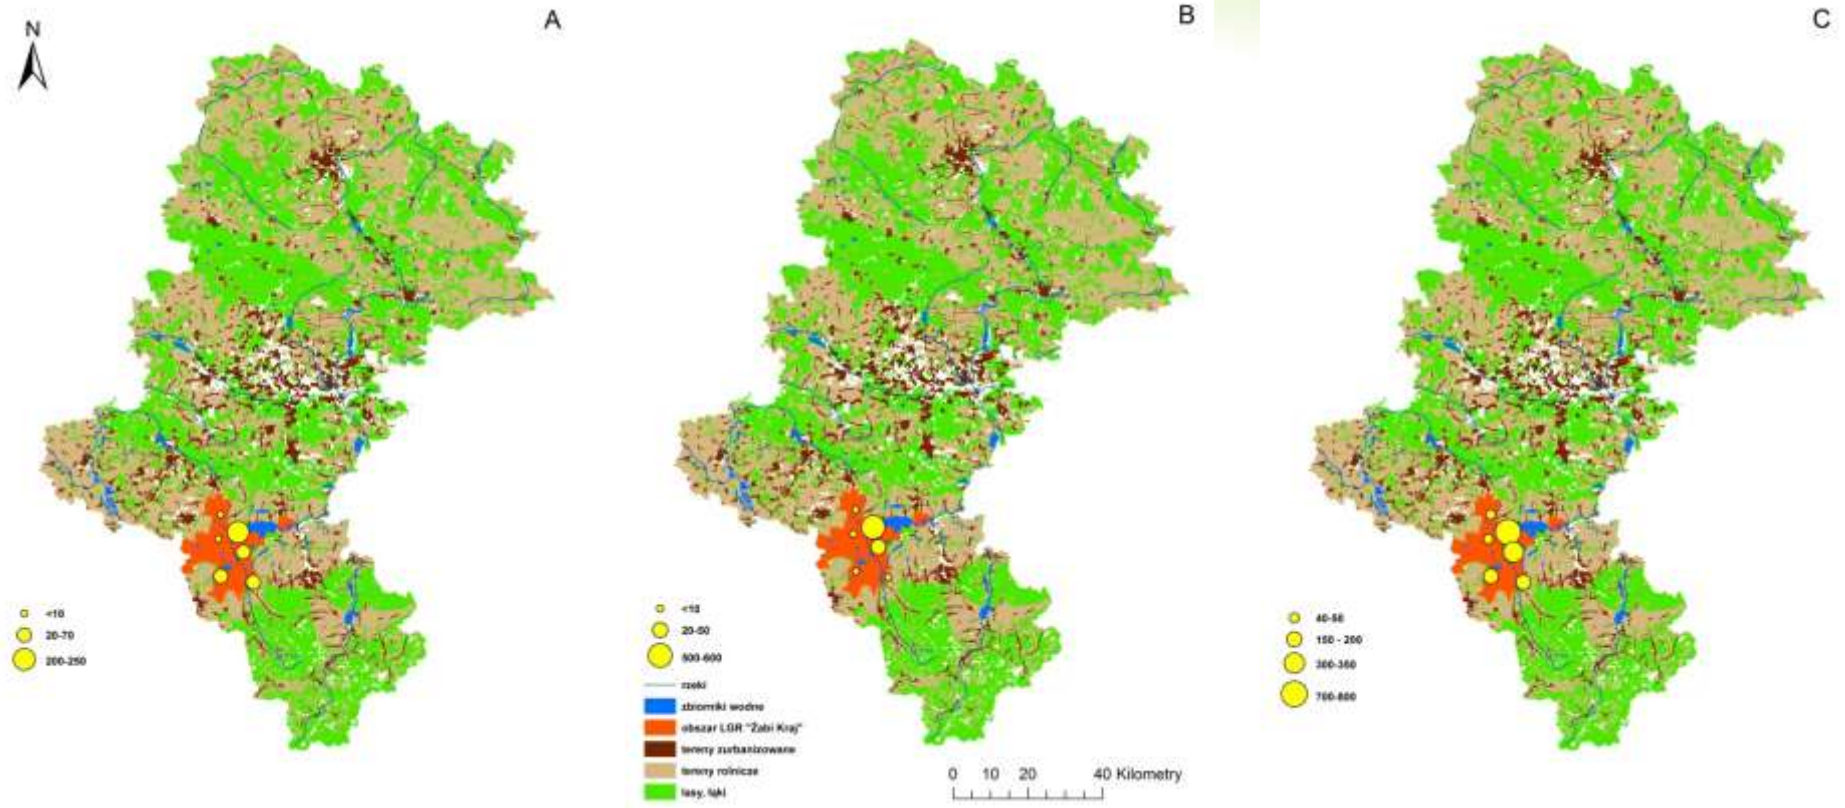 N
A
B
C
<10
20-70
200-250
<10
20-50
500-600
rzeki
zbiorniki wodne
obszar LGR "Żabi Kraj"
tereny zurbanizowane
tereny rolnicze
lasy, łąki
0 10 20 40 Kilometry
40-50
150 - 200
300-350
700-800